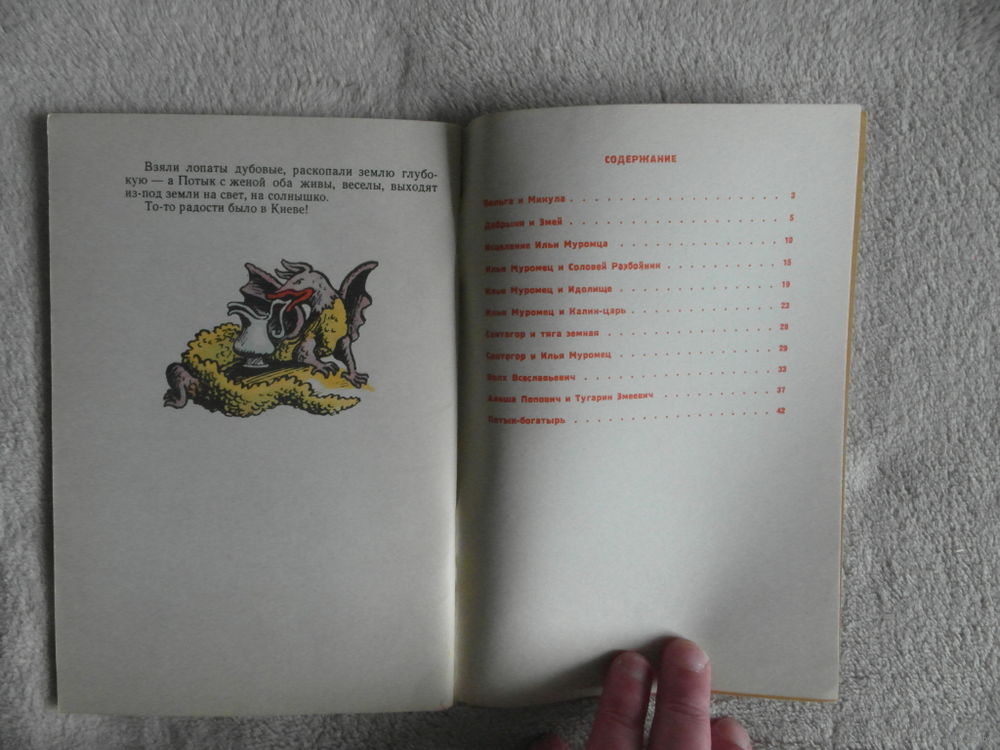 Взяли лопаты дубовые, раскопали землю глубо-
кую — а Потык с женой оба живы, веселы, выходят
из-под земли на свет, на солнышко.
То-то радости было в Киеве!
СОДЕРЖАНИЕ
Вольга и Микула . . . . . . . . . . . . . . . 3
Добрыня и Змей . . . . . . . . . . . . . . . 5
Исцеление Ильи Муромца . . . . . . . . . . . . 10
Илья Муромец и Соловей Разбойник . . . . . . . . . 15
Илья Муромец и Идолище . . . . . . . . . . . . 19
Илья Муромец и Калин-царь . . . . . . . . . . . 22
Святогор и тяга земная . . . . . . . . . . . . . 28
Святогор и Илья Муромец . . . . . . . . . . . . 29
Волх Всеславьевич . . . . . . . . . . . . . . 33
Алёша Попович и Тугарин Змеевич . . . . . . . . . 37
Потык-богатырь . . . . . . . . . . . . . . . 42